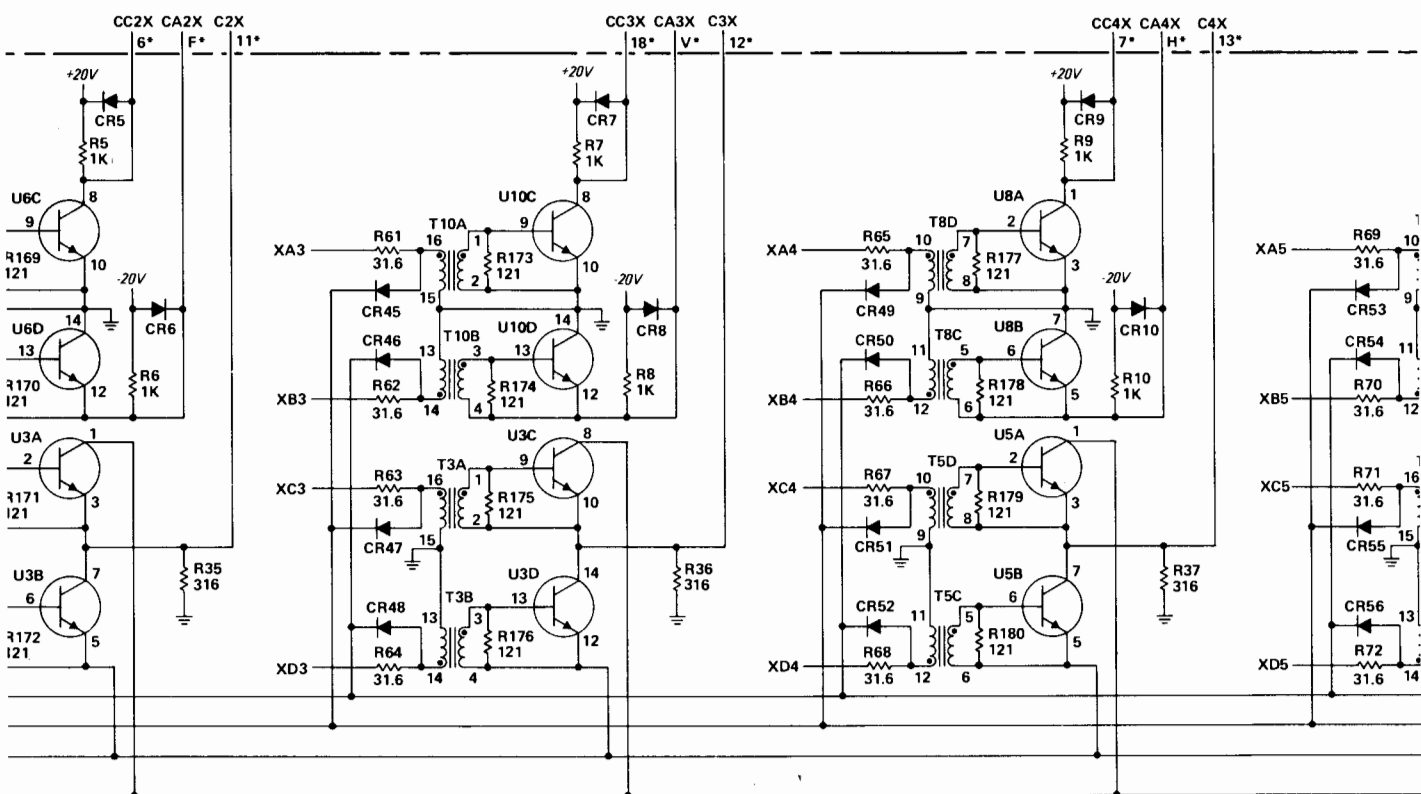 CC2X CA2X C2X
6* F* 11*
CC3X CA3X C3X
18* V* 12*
CC4X CA4X C4X
7* H* 13*
+20V
CR5
R5
1K
U6C
8
9
10
R169
121
-20V
CR6
U6D
14
13
12
R170
121
R6
1K
U3A
1
2
3
R171
121
R35
316
U3B
7
6
5
R172
121
+20V
CR7
R7
1K
U10C
8
9
10
XA3
R61
31.6
T10A
16
1
2
15
R173
121
CR45
-20V
CR8
U10D
14
13
12
CR46
T10B
13
3
4
14
R174
121
R8
1K
XB3
R62
31.6
U3C
8
9
10
XC3
R63
31.6
T3A
16
1
2
15
R175
121
CR47
R36
316
U3D
14
13
12
CR48
T3B
13
3
4
14
R176
121
XD3
R64
31.6
+20V
CR9
R9
1K
U8A
1
2
3
XA4
R65
31.6
T8D
10
7
8
9
R177
121
CR49
-20V
CR10
U8B
7
6
5
CR50
T8C
11
5
6
12
R178
121
R10
1K
XB4
R66
31.6
U5A
1
2
3
XC4
R67
31.6
T5D
10
7
8
9
R179
121
CR51
R37
316
U5B
7
6
5
CR52
T5C
11
5
6
12
R180
121
XD4
R68
31.6
XA5
R69
31.6
10
9
CR53
CR54
11
XB5
R70
31.6
12
XC5
R71
31.6
16
15
CR55
CR56
13
XD5
R72
31.6
14